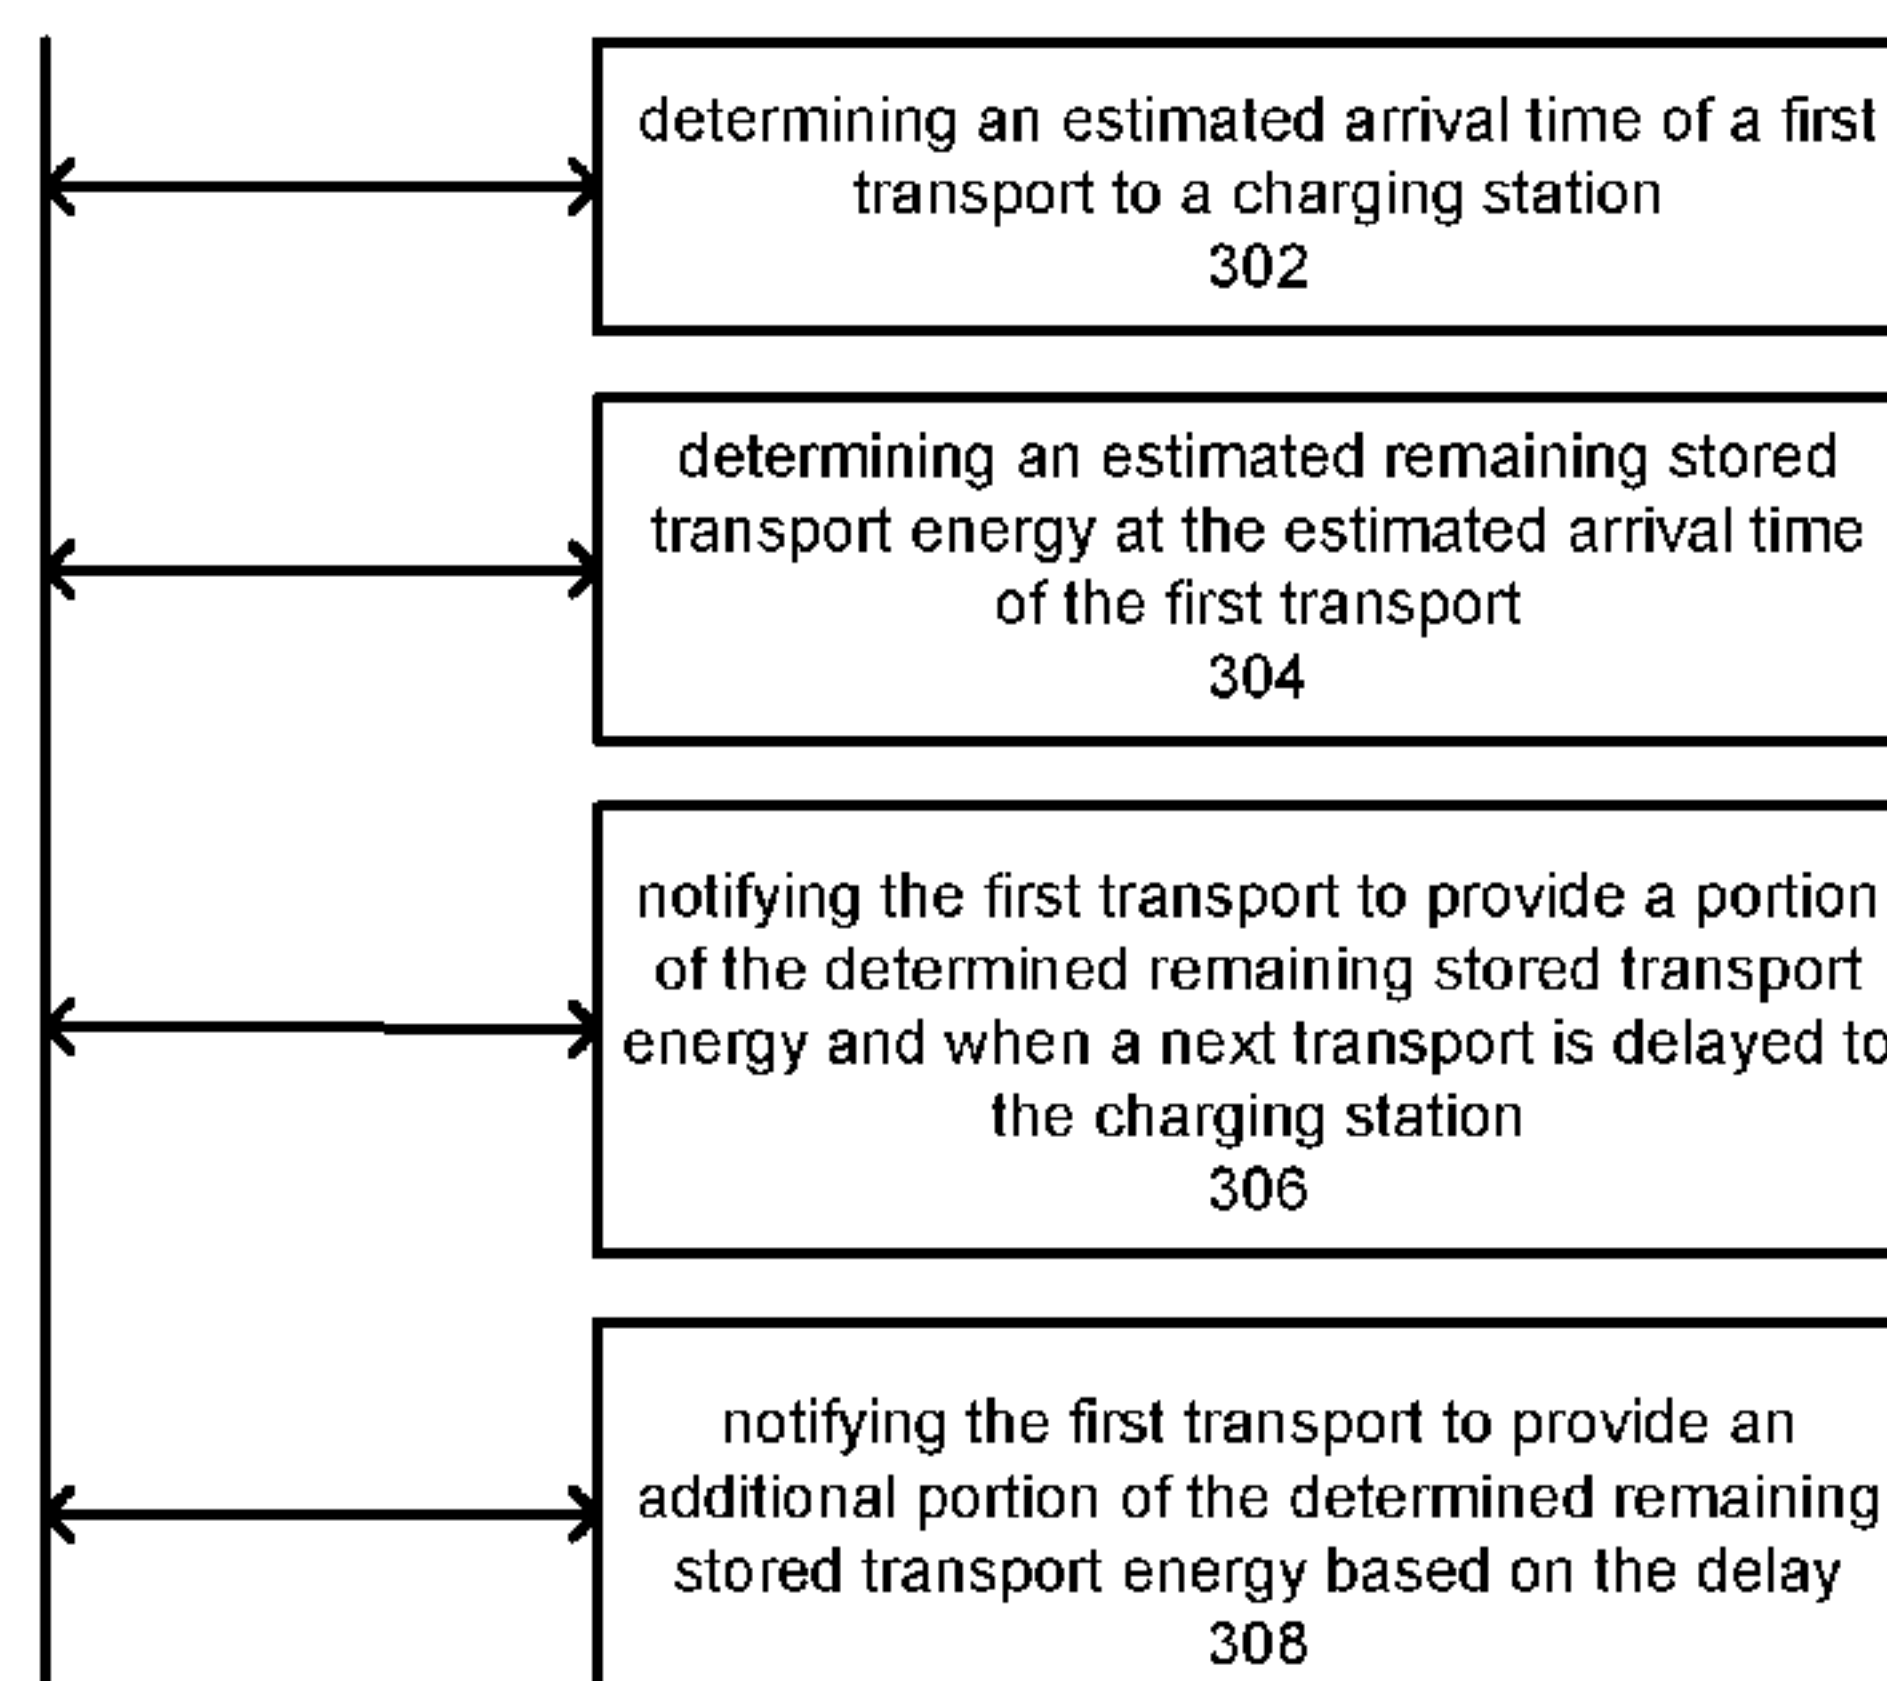 determining an estimated arrival time of a first
transport to a charging station
302
determining an estimated remaining stored
transport energy at the estimated arrival time
of the first transport
304
notifying the first transport to provide a portion
of the determined remaining stored transport
energy and when a next transport is delayed to
the charging station
306
notifying the first transport to provide an
additional portion of the determined remaining
stored transport energy based on the delay
308